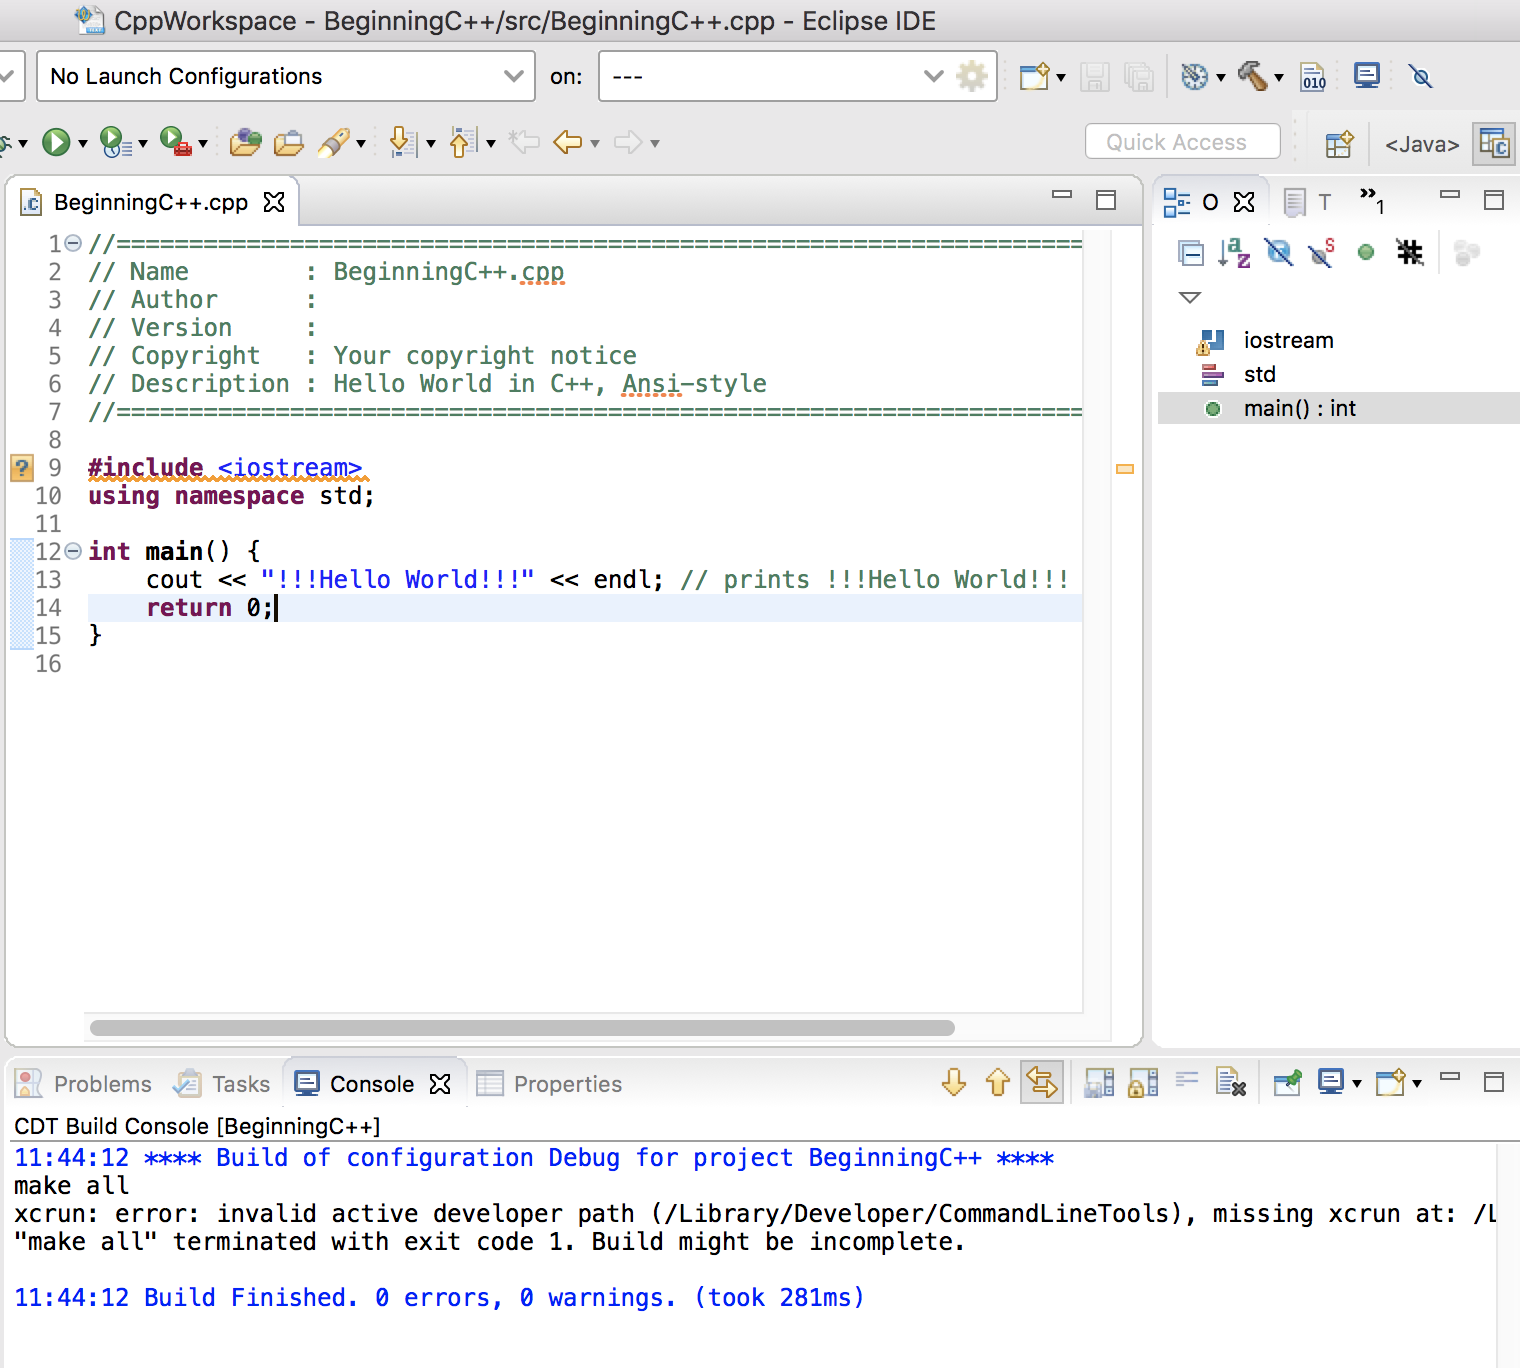 CppWorkspace - BeginningC++/src/BeginningC++.cpp - Eclipse IDE
No Launch Configurations on: ---
010
Quick Access <Java>
BeginningC++.cpp
O T »1
1 //===================================================================
2 // Name        : BeginningC++.cpp
3 // Author      :
4 // Version     :
5 // Copyright   : Your copyright notice
6 // Description : Hello World in C++, Ansi-style
7 //===================================================================
8
9 #include <iostream>
10 using namespace std;
11
12 int main() {
13     cout << "!!!Hello World!!!" << endl; // prints !!!Hello World!!!
14     return 0;
15 }
16
iostream
std
main() : int
Problems Tasks Console Properties
CDT Build Console [BeginningC++]
11:44:12 **** Build of configuration Debug for project BeginningC++ ****
make all
xcrun: error: invalid active developer path (/Library/Developer/CommandLineTools), missing xcrun at: /L
"make all" terminated with exit code 1. Build might be incomplete.
11:44:12 Build Finished. 0 errors, 0 warnings. (took 281ms)